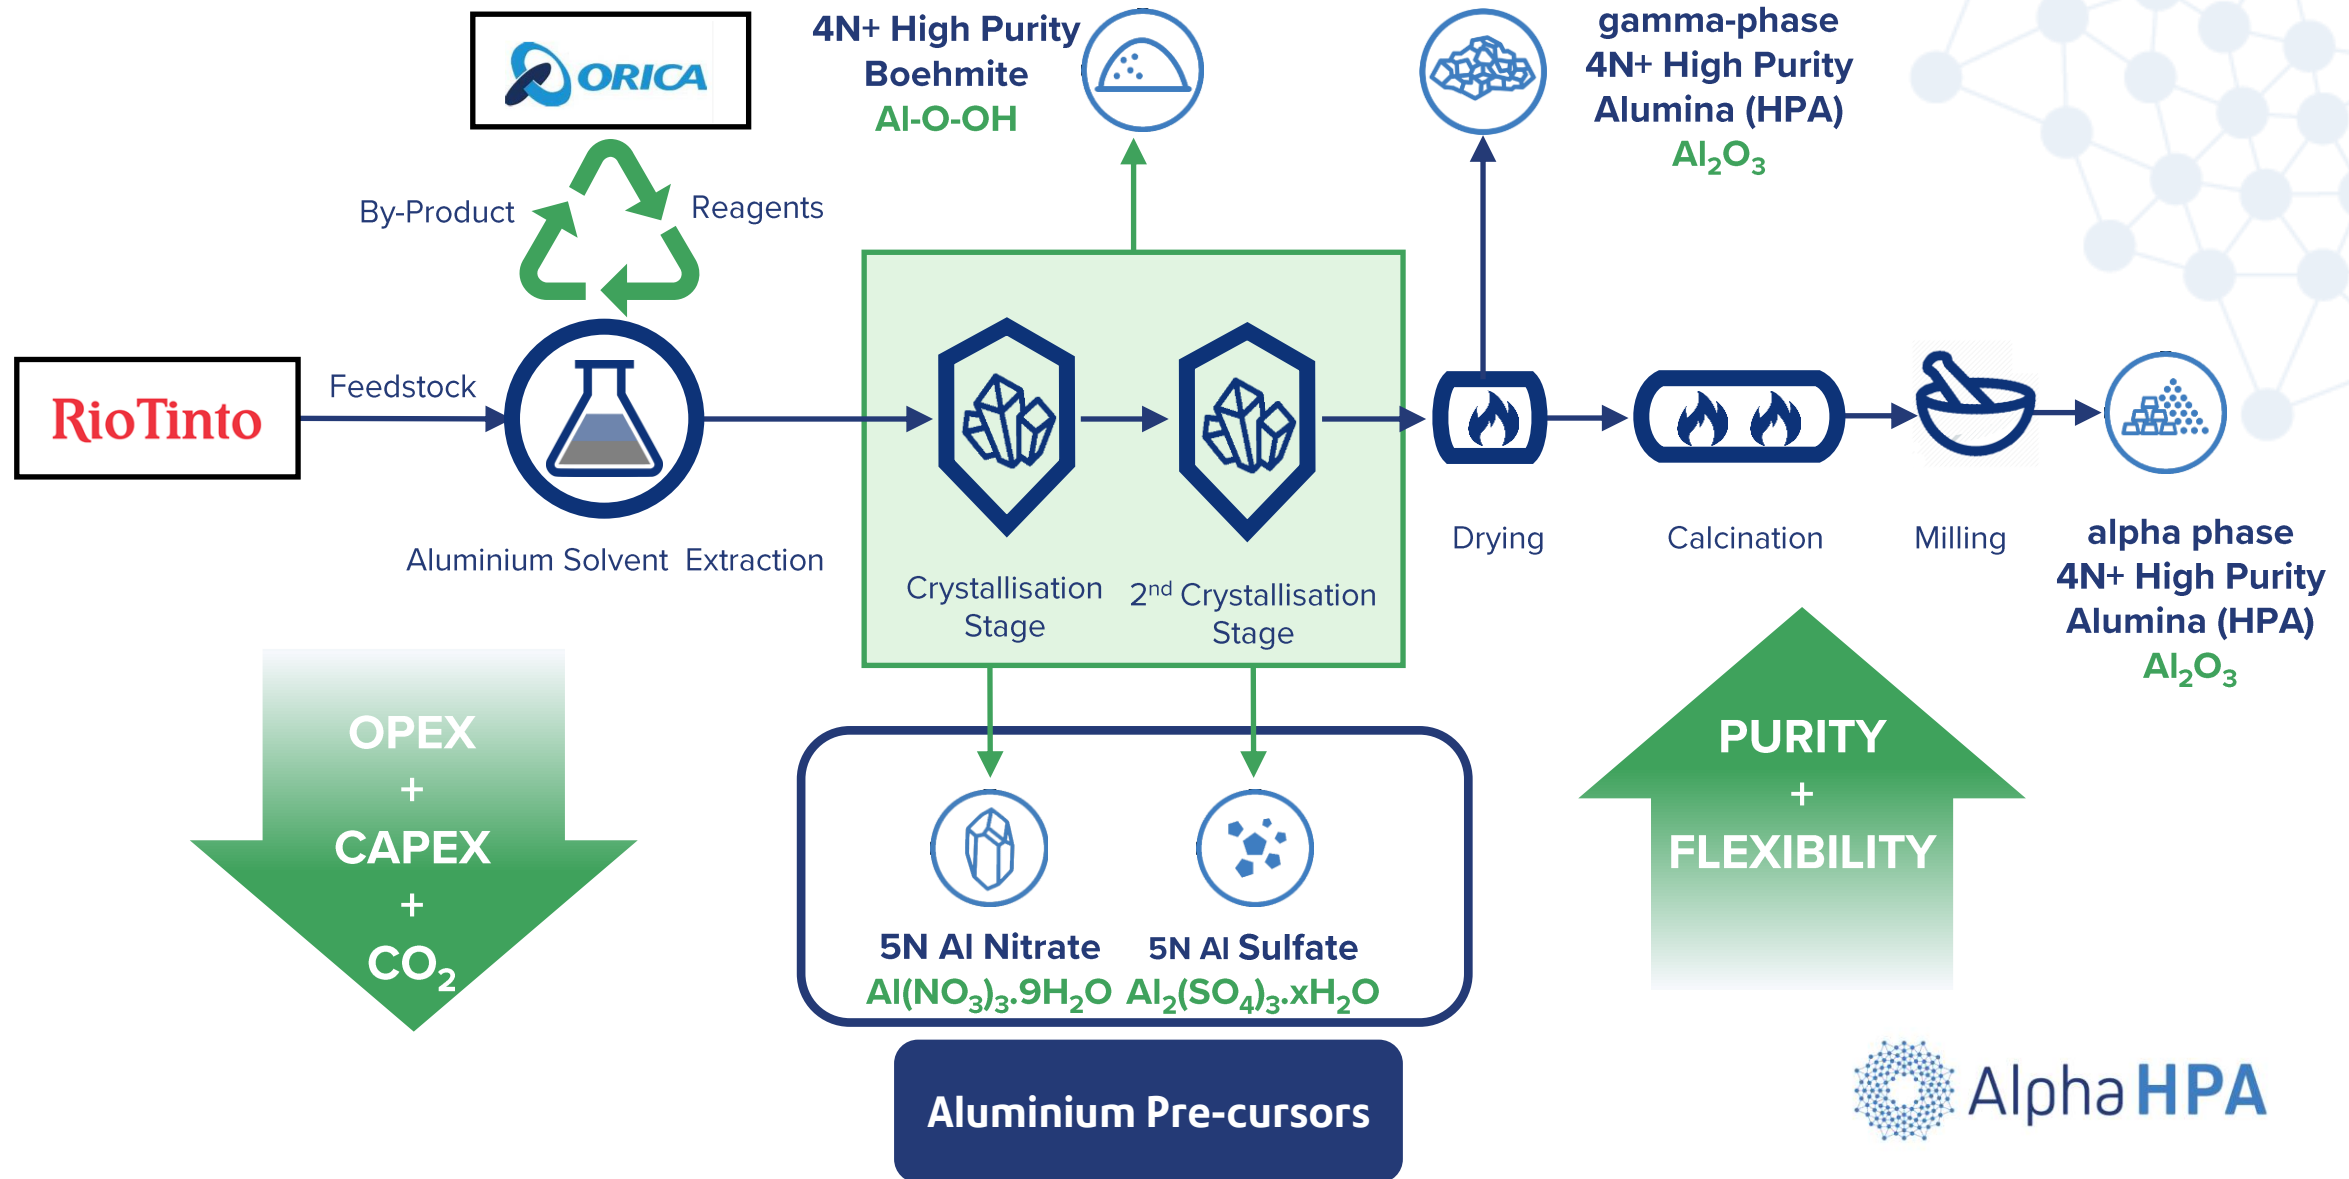 ORICA
4N+ High Purity
Boehmite
Al-O-OH
gamma-phase
4N+ High Purity
Alumina (HPA)
Al₂O₃
By-Product
Reagents
RioTinto
Feedstock
Aluminium Solvent Extraction
Crystallisation
Stage
2ⁿᵈ Crystallisation
Stage
Drying
Calcination
Milling
alpha phase
4N+ High Purity
Alumina (HPA)
Al₂O₃
OPEX
+
CAPEX
+
CO₂
5N Al Nitrate
Al(NO₃)₃.9H₂O
5N Al Sulfate
Al₂(SO₄)₃.xH₂O
Aluminium Pre-cursors
PURITY
+
FLEXIBILITY
Alpha HPA